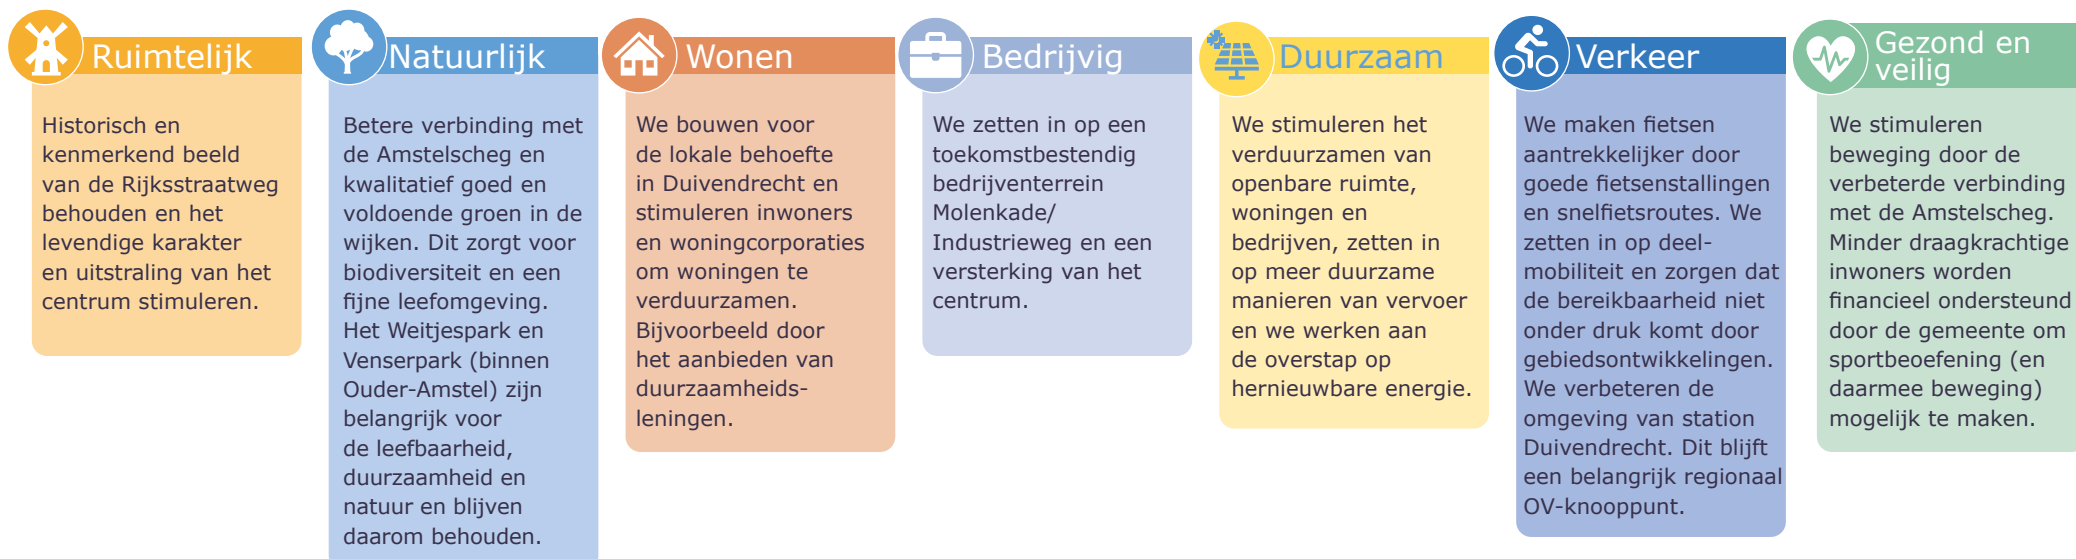 Ruimtelijk
Historisch en
kenmerkend beeld
van de Rijksstraatweg
behouden en het
levendige karakter
en uitstraling van het
centrum stimuleren.
Natuurlijk
Betere verbinding met
de Amstelscheg en
kwalitatief goed en
voldoende groen in de
wijken. Dit zorgt voor
biodiversiteit en een
fijne leefomgeving.
Het Weitjespark en
Venserpark (binnen
Ouder-Amstel) zijn
belangrijk voor
de leefbaarheid,
duurzaamheid en
natuur en blijven
daarom behouden.
Wonen
We bouwen voor
de lokale behoefte
in Duivendrecht en
stimuleren inwoners
en woningcorporaties
om woningen te
verduurzamen.
Bijvoorbeeld door
het aanbieden van
duurzaamheids-
leningen.
Bedrijvig
We zetten in op een
toekomstbestendig
bedrijventerrein
Molenkade/
Industrieweg en een
versterking van het
centrum.
Duurzaam
We stimuleren het
verduurzamen van
openbare ruimte,
woningen en
bedrijven, zetten in
op meer duurzame
manieren van vervoer
en we werken aan
de overstap op
hernieuwbare energie.
Verkeer
We maken fietsen
aantrekkelijker door
goede fietsenstallingen
en snelfietsroutes. We
zetten in op deel-
mobiliteit en zorgen dat
de bereikbaarheid niet
onder druk komt door
gebiedsontwikkelingen.
We verbeteren de
omgeving van station
Duivendrecht. Dit blijft
een belangrijk regionaal
OV-knooppunt.
Gezond en
veilig
We stimuleren
beweging door de
verbeterde verbinding
met de Amstelscheg.
Minder draagkrachtige
inwoners worden
financieel ondersteund
door de gemeente om
sportbeoefening (en
daarmee beweging)
mogelijk te maken.